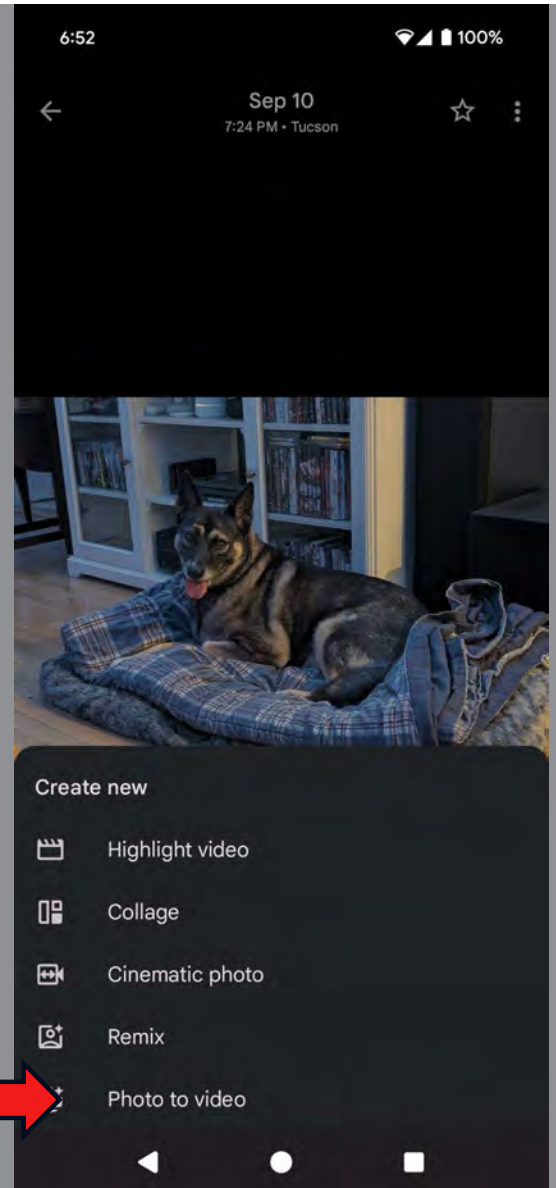 6:52
100%
Sep 10
7:24 PM • Tucson
Create new
Highlight video
Collage
Cinematic photo
Remix
Photo to video